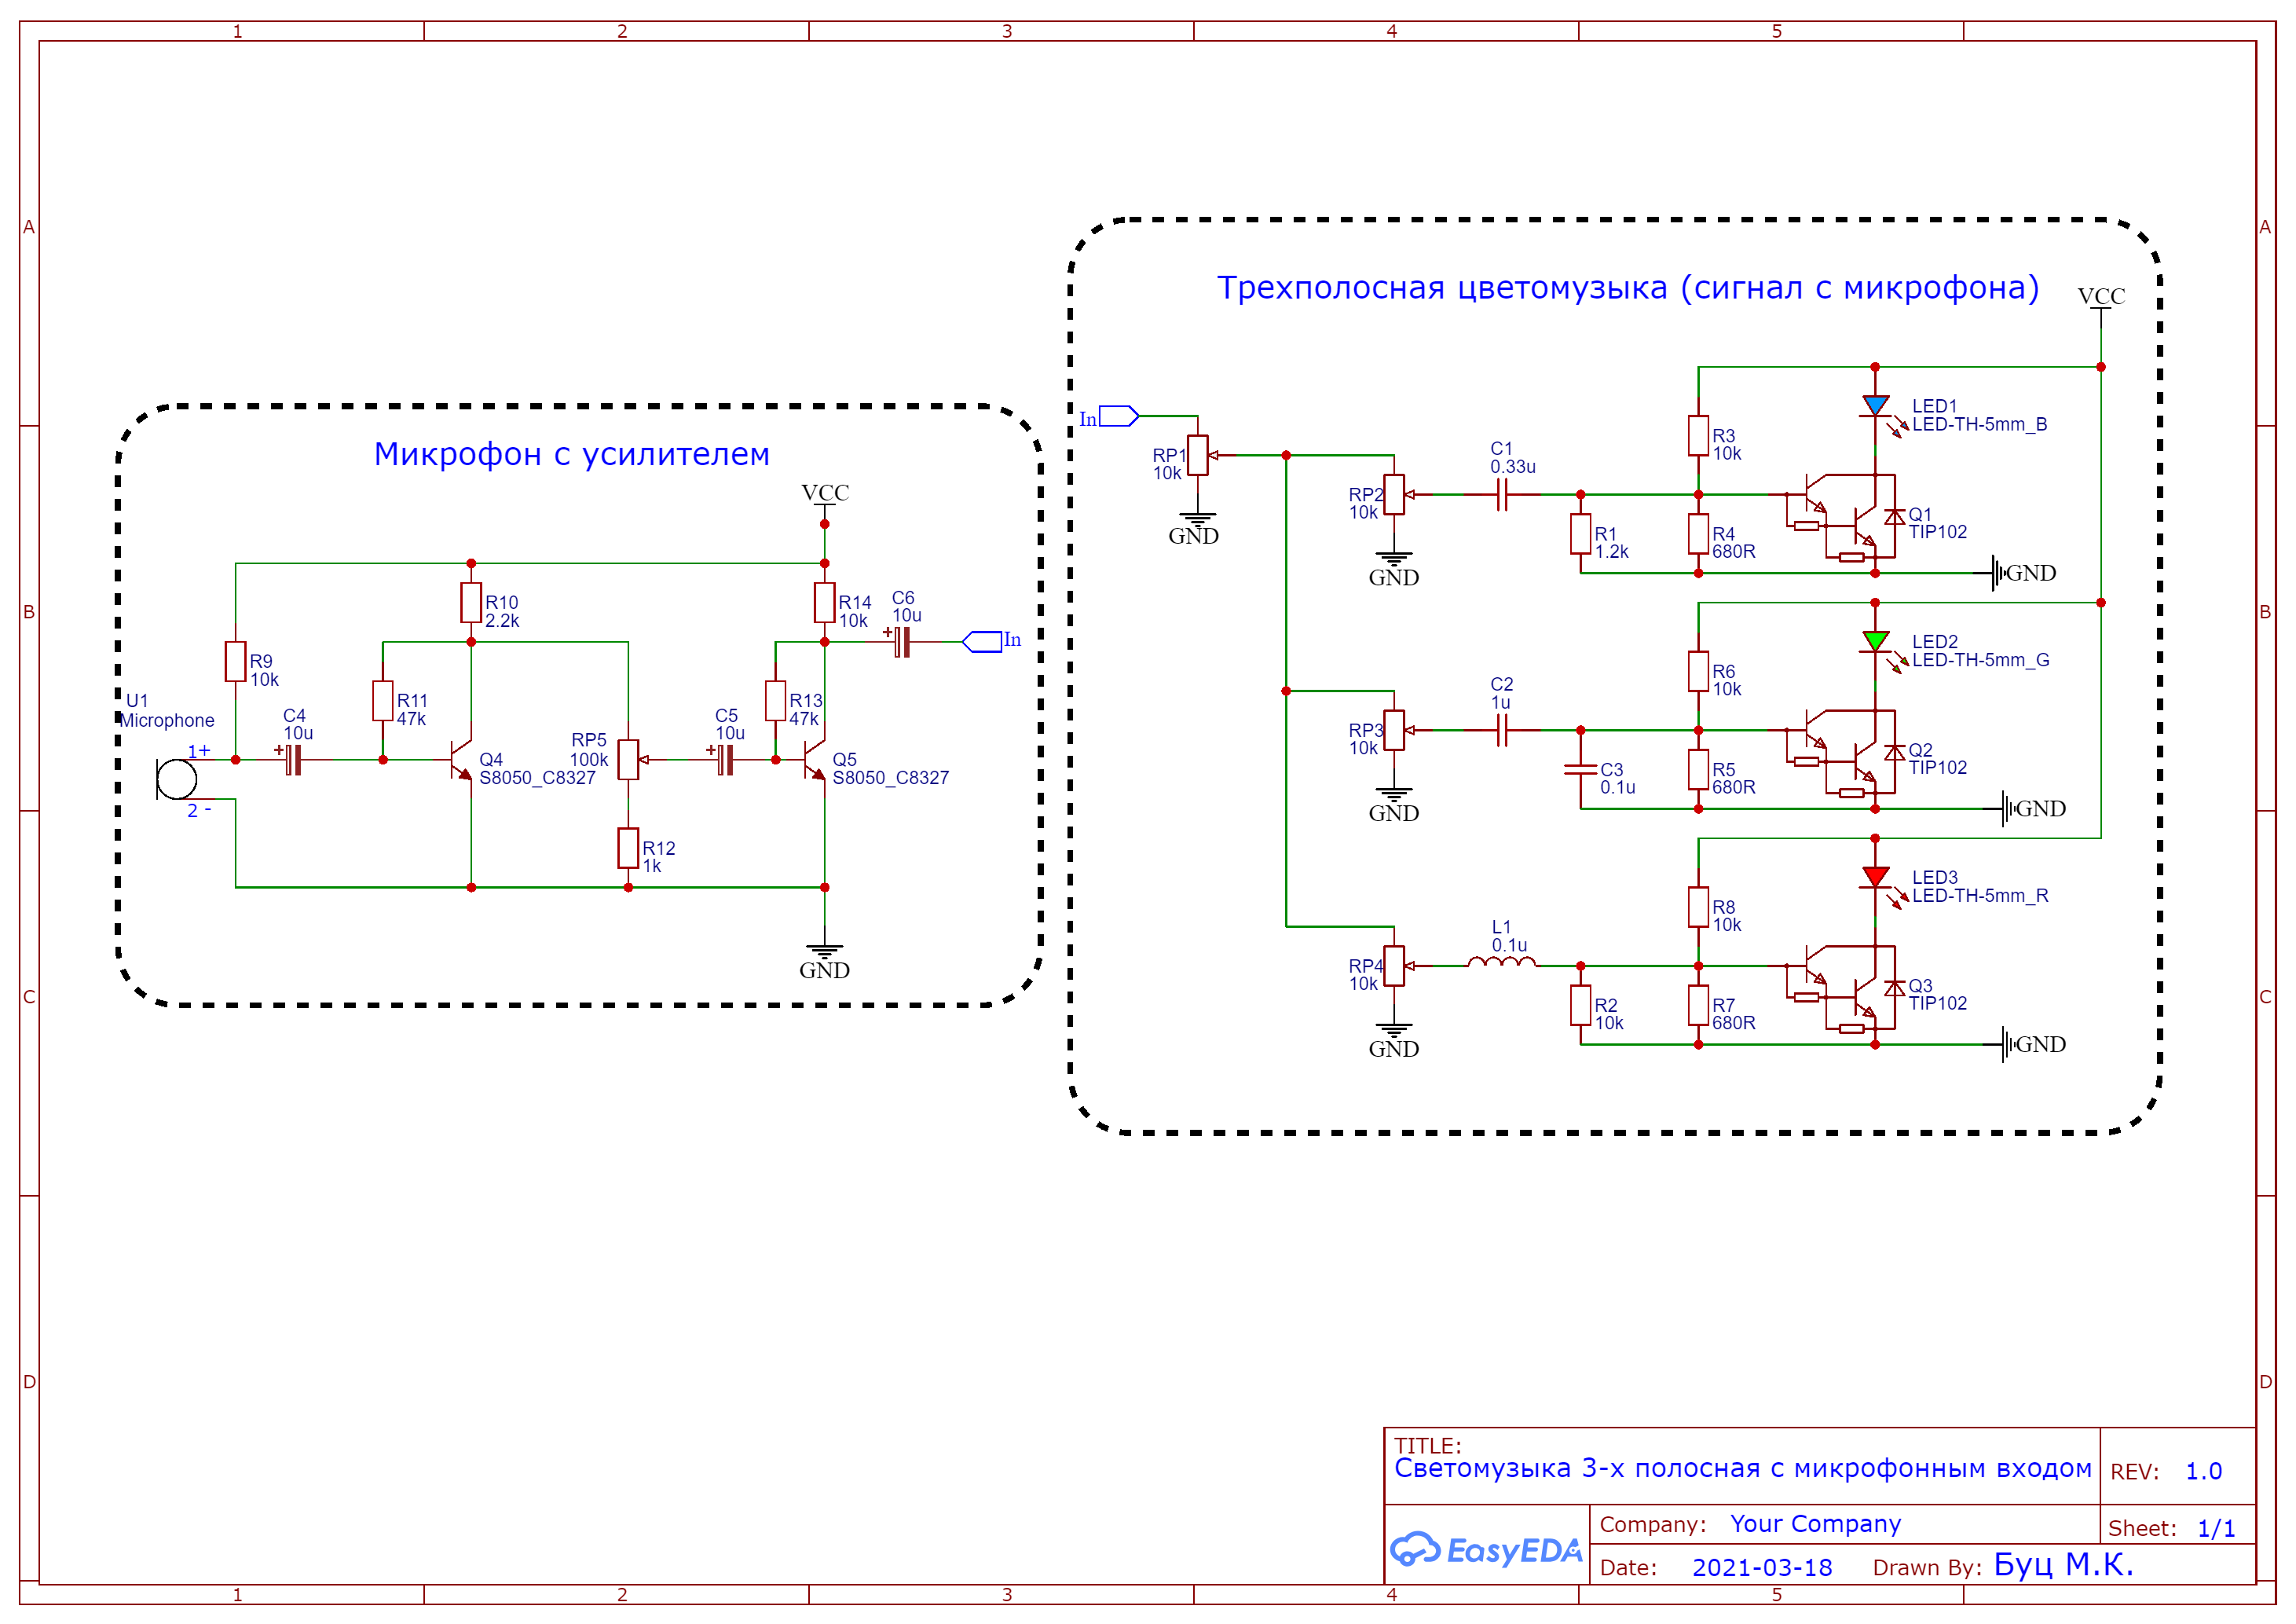 1 2 3 4 5
A
B
C
D
A
B
C
D
Микрофон с усилителем
VCC
R10
2.2k
R14
10k
C6
10u
In
R9
10k
U1
Microphone
1+
2 -
C4
10u
R11
47k
Q4
S8050_C8327
RP5
100k
C5
10u
R13
47k
Q5
S8050_C8327
R12
1k
GND
Трехполосная цветомузыка (сигнал с микрофона)
VCC
In
RP1
10k
GND
RP2
10k
GND
C1
0.33u
R1
1.2k
R3
10k
R4
680R
LED1
LED-TH-5mm_B
Q1
TIP102
GND
RP3
10k
GND
C2
1u
C3
0.1u
R6
10k
R5
680R
LED2
LED-TH-5mm_G
Q2
TIP102
GND
RP4
10k
GND
L1
0.1u
R2
10k
R8
10k
R7
680R
LED3
LED-TH-5mm_R
Q3
TIP102
GND
TITLE:
Светомузыка 3-х полосная с микрофонным входом
REV: 1.0
EasyEDA
Company: Your Company
Sheet: 1/1
Date: 2021-03-18 Drawn By: Буц М.К.
1 2 3 4 5